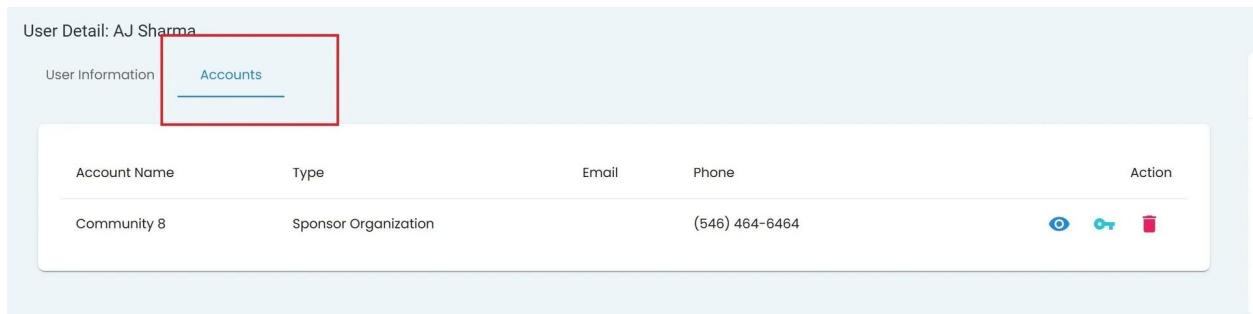 User Detail: AJ Sharma
User Information Accounts
Account Name Type Email Phone Action
Community 8 Sponsor Organization (546) 464-6464